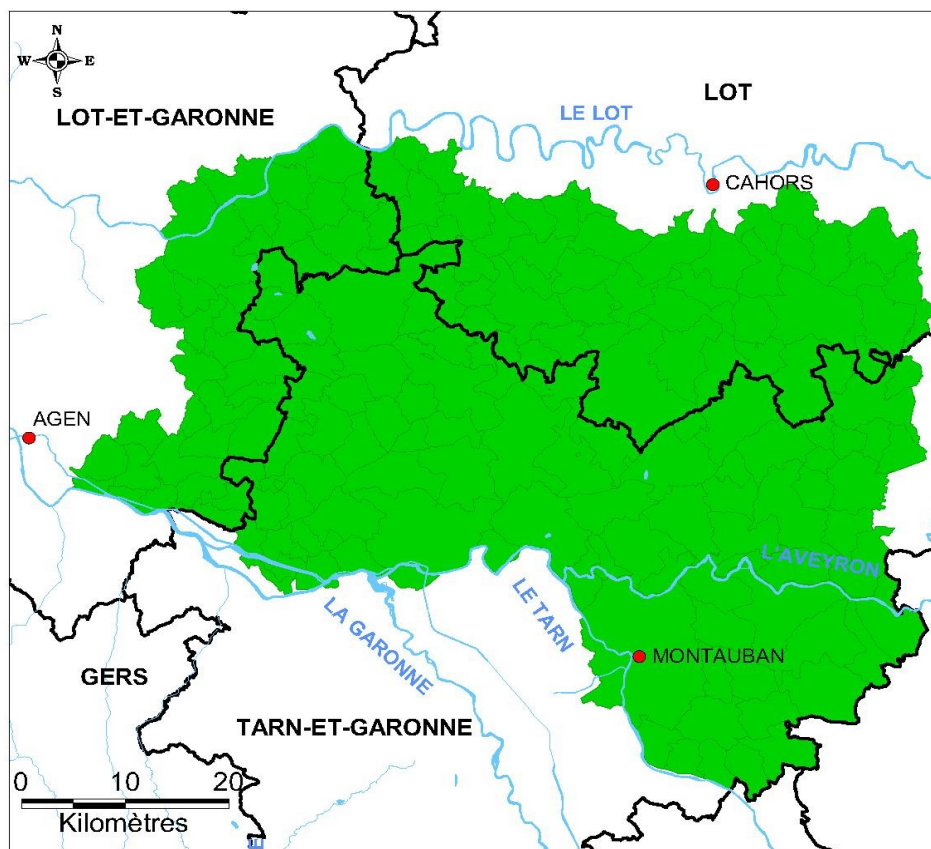 N
W E
S
LOT-ET-GARONNE
LOT
LE LOT
CAHORS
AGEN
L'AVEYRON
LE TARN
LA GARONNE
MONTAUBAN
GERS
TARN-ET-GARONNE
0 10 20
Kilomètres